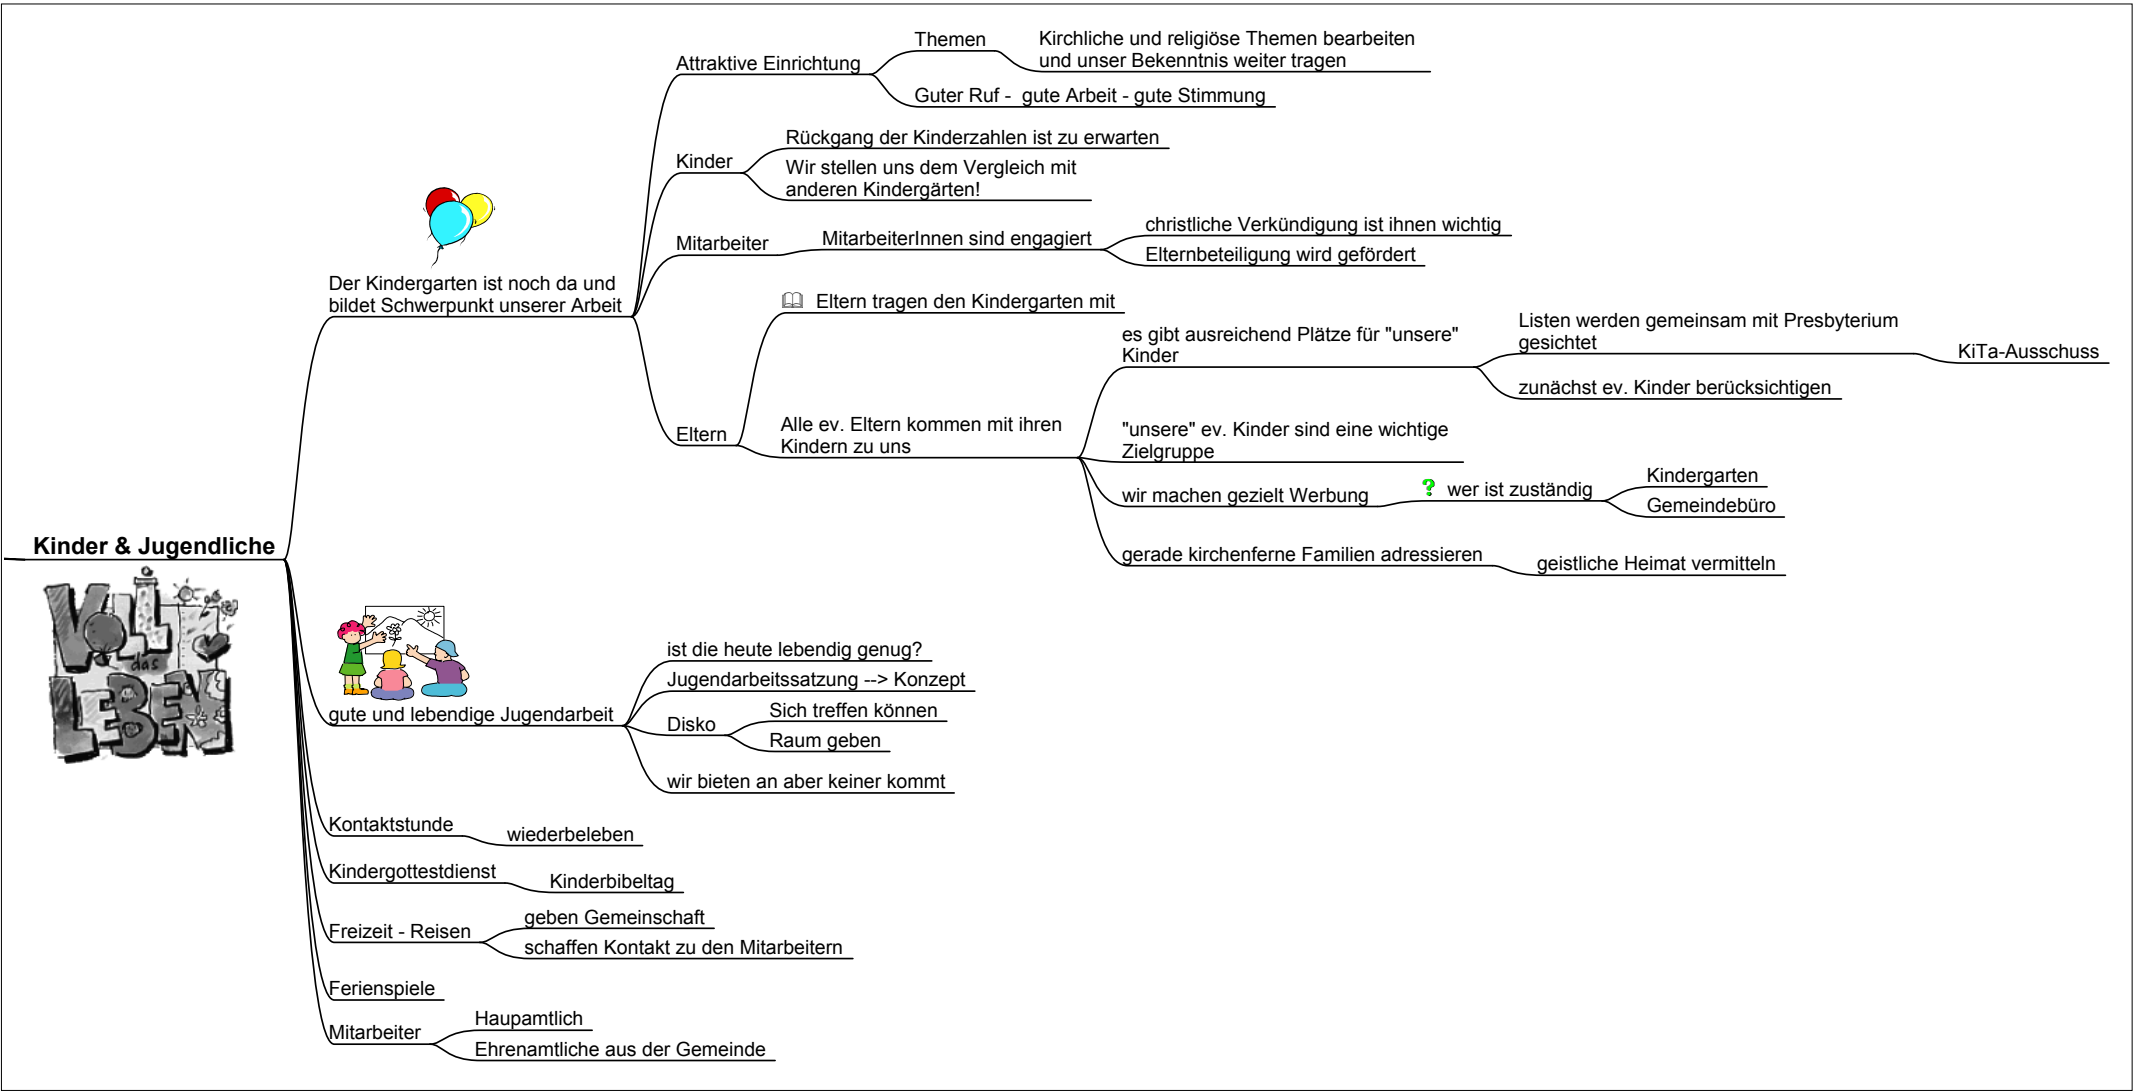 Kinder & Jugendliche
VOLL
das
LEBEN
Der Kindergarten ist noch da und
bildet Schwerpunkt unserer Arbeit
Attraktive Einrichtung
Themen
Kirchliche und religiöse Themen bearbeiten
und unser Bekenntnis weiter tragen
Guter Ruf - gute Arbeit - gute Stimmung
Kinder
Rückgang der Kinderzahlen ist zu erwarten
Wir stellen uns dem Vergleich mit
anderen Kindergärten!
Mitarbeiter
MitarbeiterInnen sind engagiert
christliche Verkündigung ist ihnen wichtig
Elternbeteiligung wird gefördert
Eltern
Eltern tragen den Kindergarten mit
Alle ev. Eltern kommen mit ihren
Kindern zu uns
es gibt ausreichend Plätze für "unsere"
Kinder
Listen werden gemeinsam mit Presbyterium
gesichtet
KiTa-Ausschuss
zunächst ev. Kinder berücksichtigen
"unsere" ev. Kinder sind eine wichtige
Zielgruppe
wir machen gezielt Werbung
? wer ist zuständig
Kindergarten
Gemeindebüro
gerade kirchenferne Familien adressieren
geistliche Heimat vermitteln
gute und lebendige Jugendarbeit
ist die heute lebendig genug?
Jugendarbeitssatzung --> Konzept
Disko
Sich treffen können
Raum geben
wir bieten an aber keiner kommt
Kontaktstunde
wiederbeleben
Kindergottestdienst
Kinderbibeltag
Freizeit - Reisen
geben Gemeinschaft
schaffen Kontakt zu den Mitarbeitern
Ferienspiele
Mitarbeiter
Haupamtlich
Ehrenamtliche aus der Gemeinde